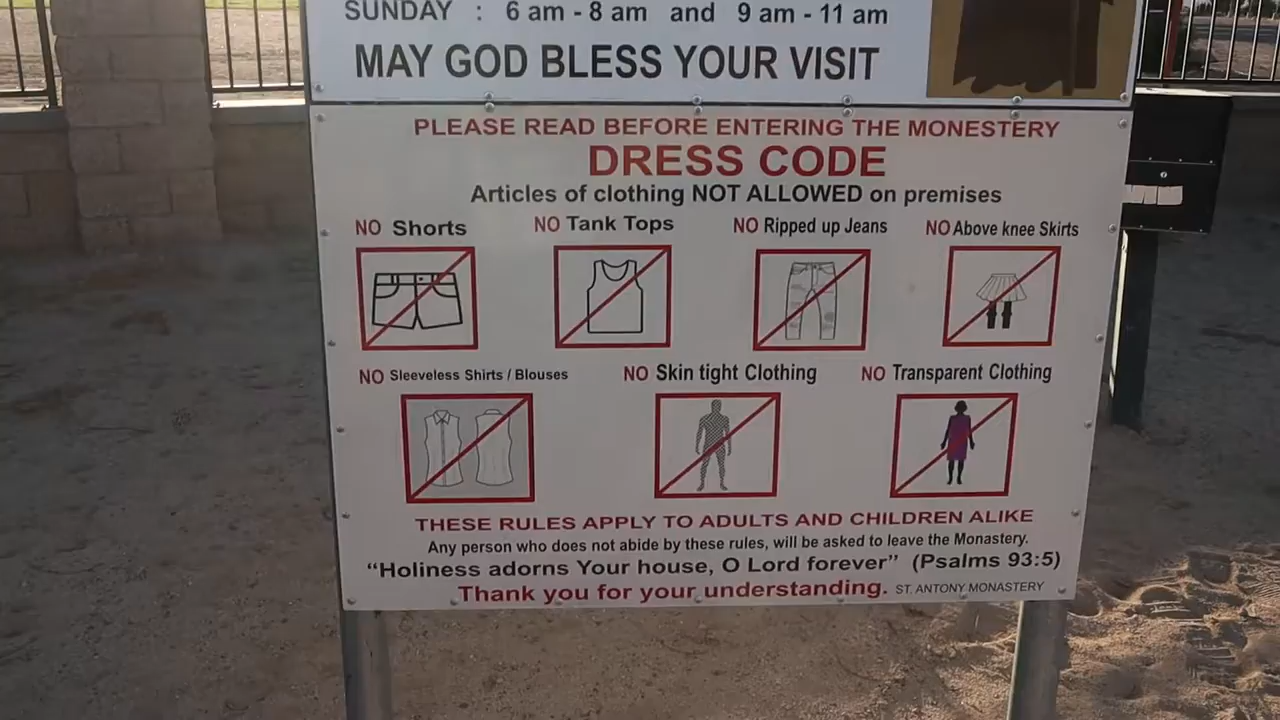 SUNDAY : 6 am - 8 am and 9 am - 11 am
MAY GOD BLESS YOUR VISIT
PLEASE READ BEFORE ENTERING THE MONESTERY
DRESS CODE
Articles of clothing NOT ALLOWED on premises
NO Shorts NO Tank Tops NO Ripped up Jeans NO Above knee Skirts
NO Sleeveless Shirts / Blouses NO Skin tight Clothing NO Transparent Clothing
THESE RULES APPLY TO ADULTS AND CHILDREN ALIKE
Any person who does not abide by these rules, will be asked to leave the Monastery.
“Holiness adorns Your house, O Lord forever” (Psalms 93:5)
Thank you for your understanding. ST. ANTONY MONASTERY